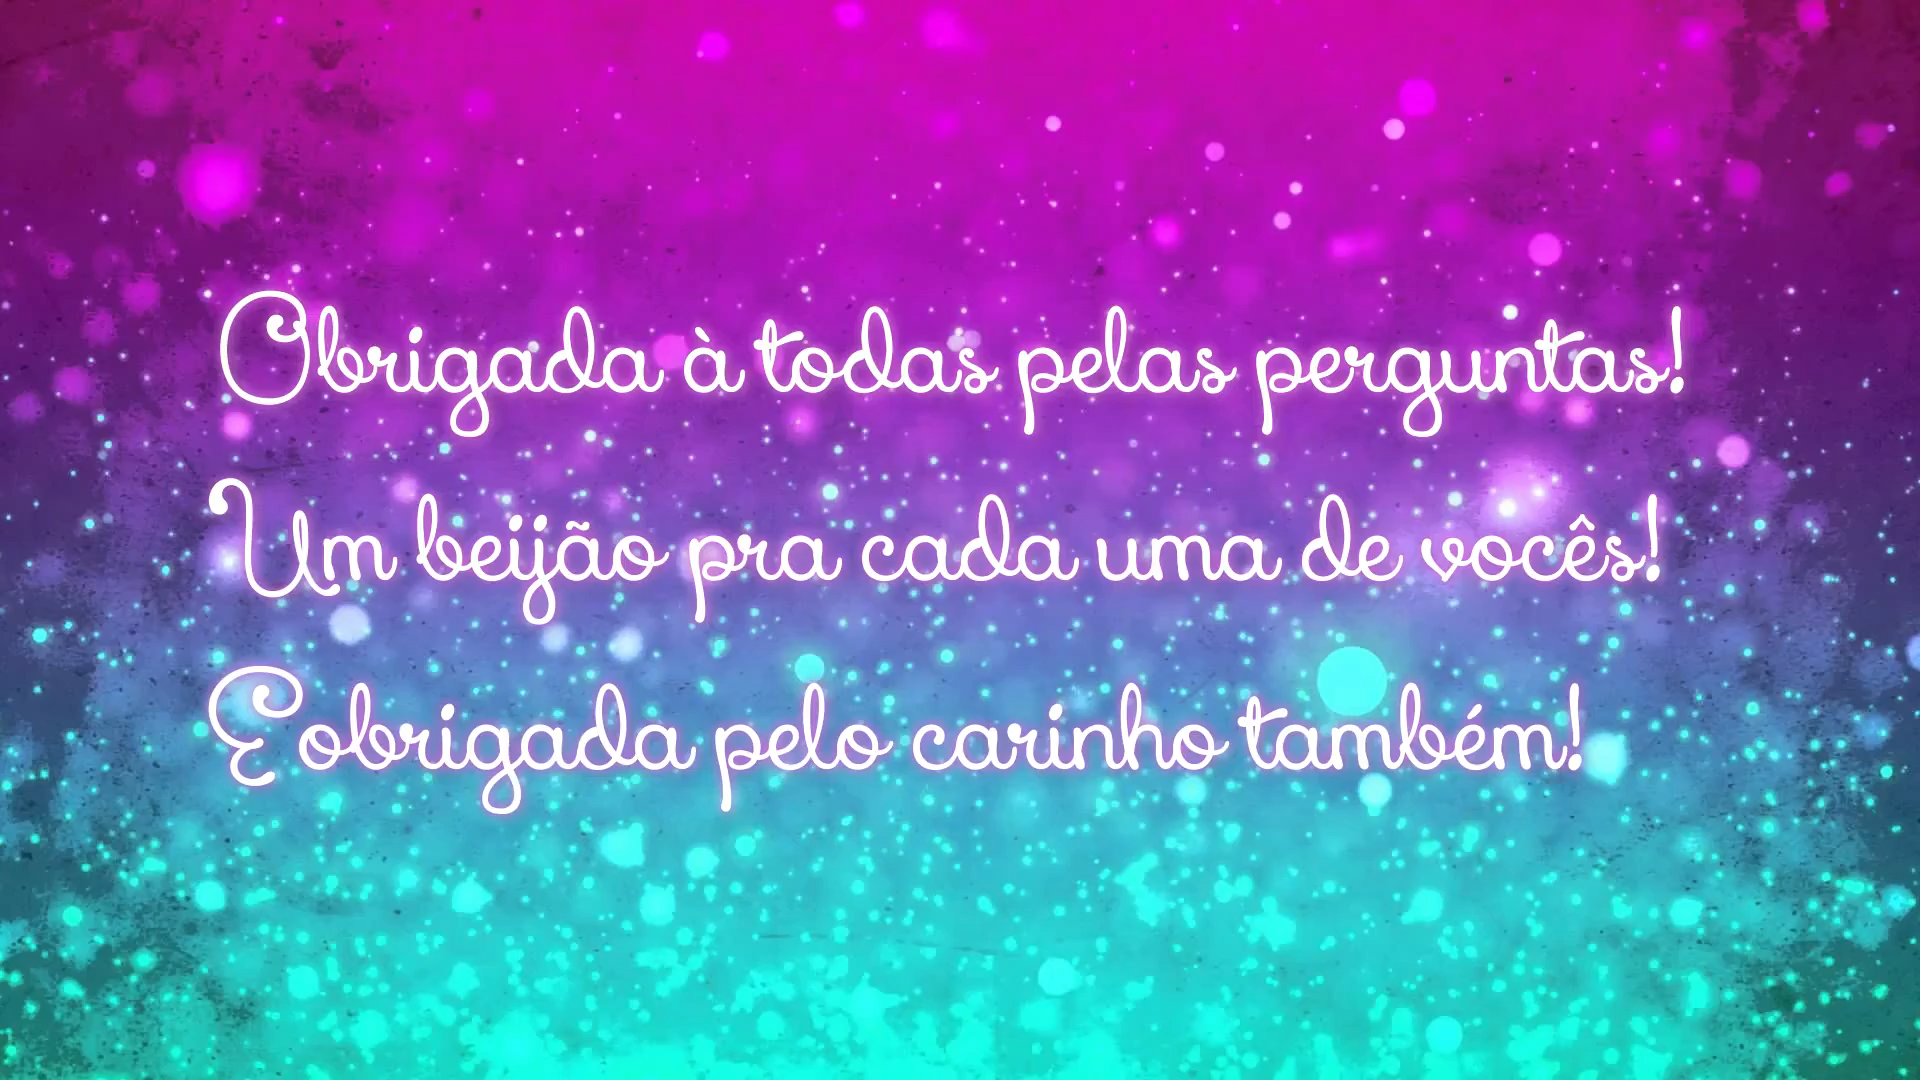 Obrigada à todas pelas perguntas!
Um beijão pra cada uma de vocês!
E obrigada pelo carinho também!